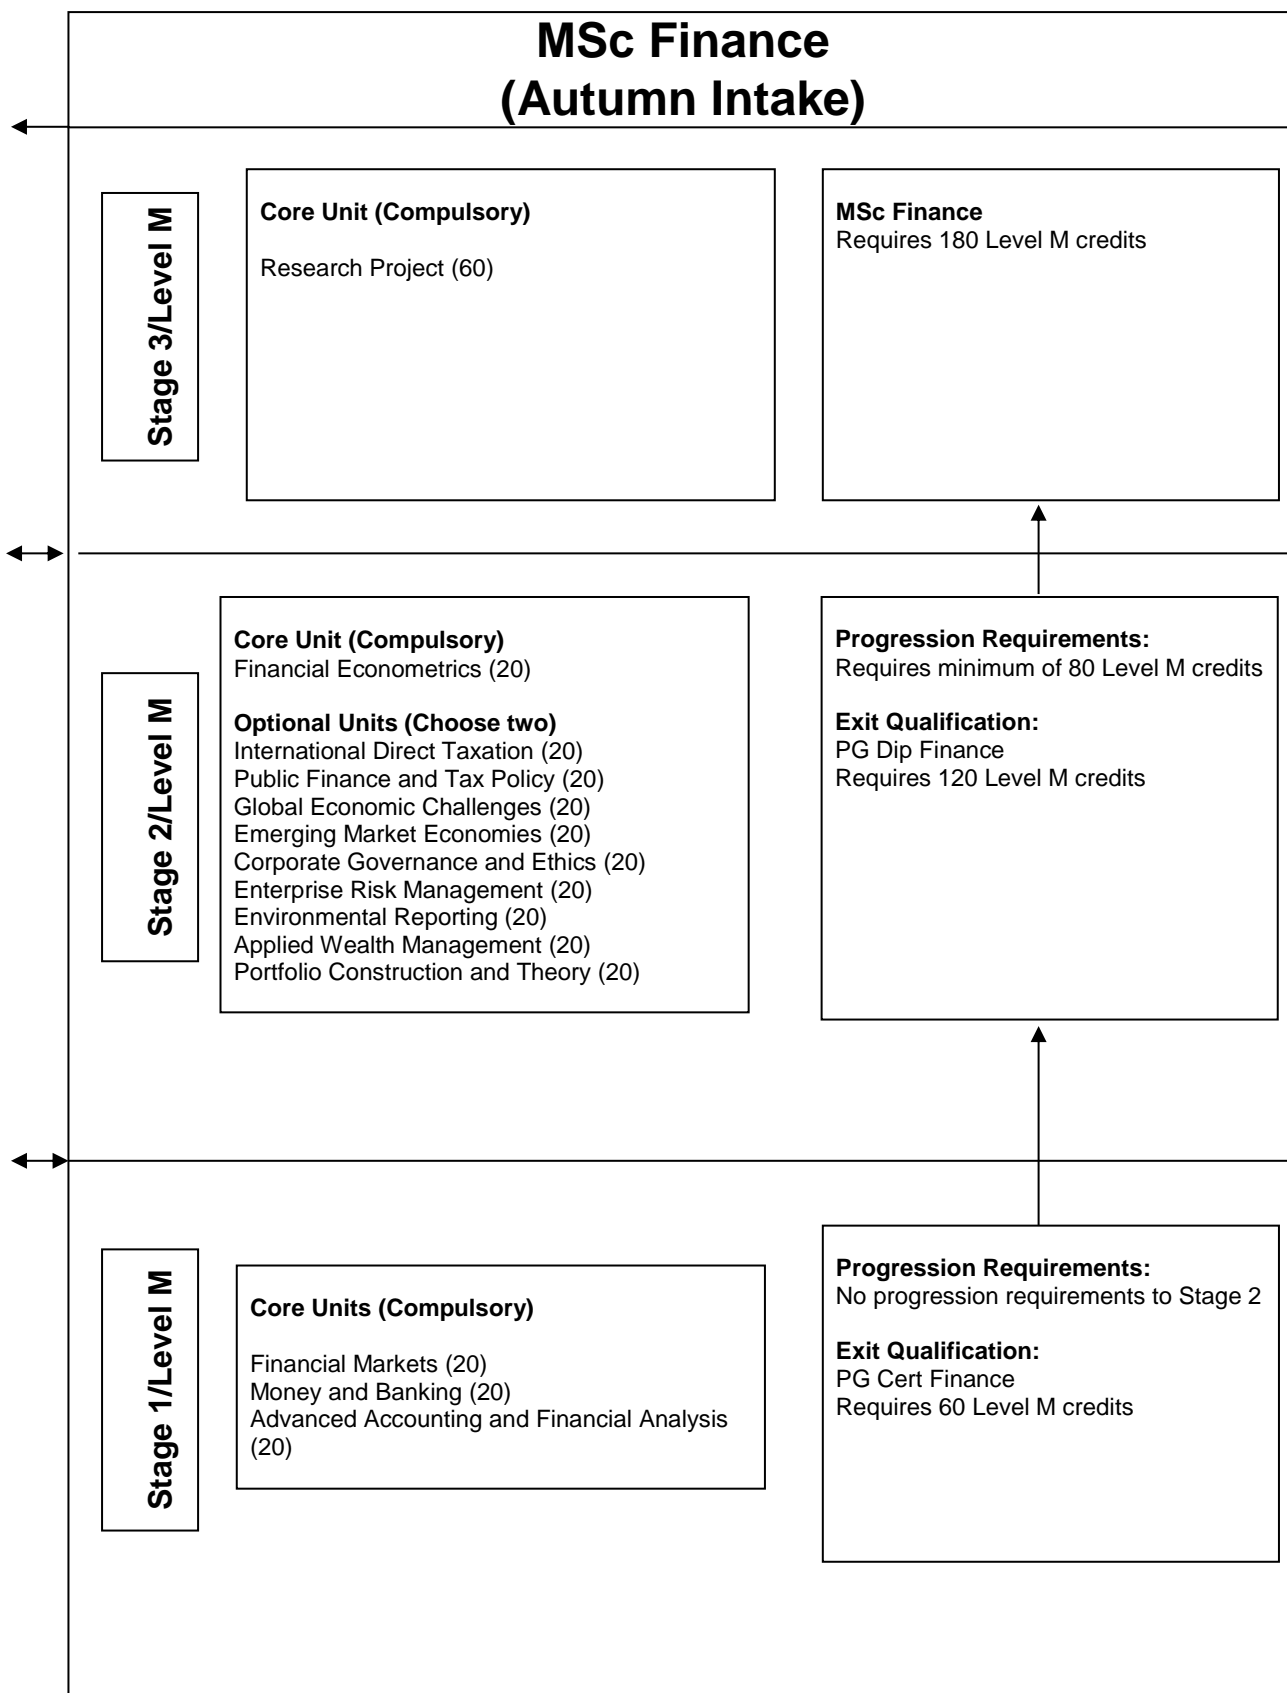 MSc Finance
(Autumn Intake)
Stage 3/Level M
Core Unit (Compulsory)
Research Project (60)
MSc Finance
Requires 180 Level M credits
Stage 2/Level M
Core Unit (Compulsory)
Financial Econometrics (20)
Optional Units (Choose two)
International Direct Taxation (20)
Public Finance and Tax Policy (20)
Global Economic Challenges (20)
Emerging Market Economies (20)
Corporate Governance and Ethics (20)
Enterprise Risk Management (20)
Environmental Reporting (20)
Applied Wealth Management (20)
Portfolio Construction and Theory (20)
Progression Requirements:
Requires minimum of 80 Level M credits
Exit Qualification:
PG Dip Finance
Requires 120 Level M credits
Stage 1/Level M
Core Units (Compulsory)
Financial Markets (20)
Money and Banking (20)
Advanced Accounting and Financial Analysis
(20)
Progression Requirements:
No progression requirements to Stage 2
Exit Qualification:
PG Cert Finance
Requires 60 Level M credits